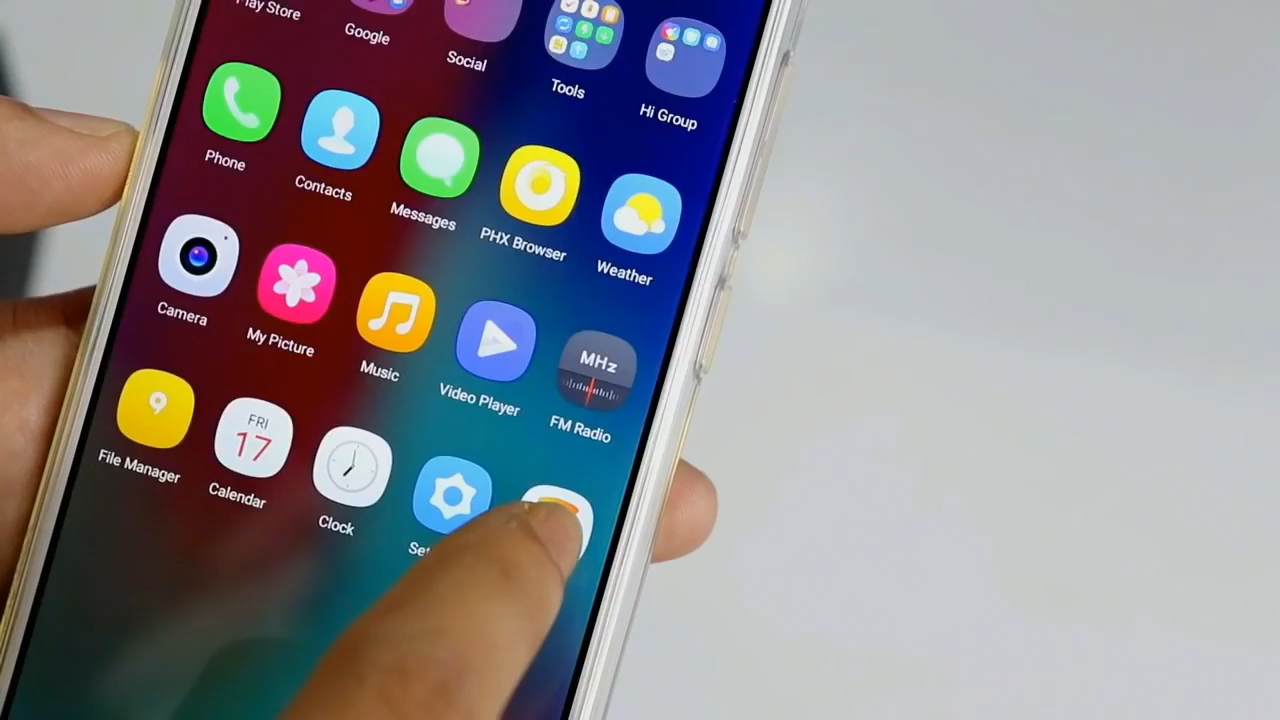 Play Store
Google
Social
Tools
Hi Group
Phone
Contacts
Messages
PHX Browser
Weather
Camera
My Picture
Music
Video Player
MHz
FM Radio
File Manager
FRI
17
Calendar
Clock
Set